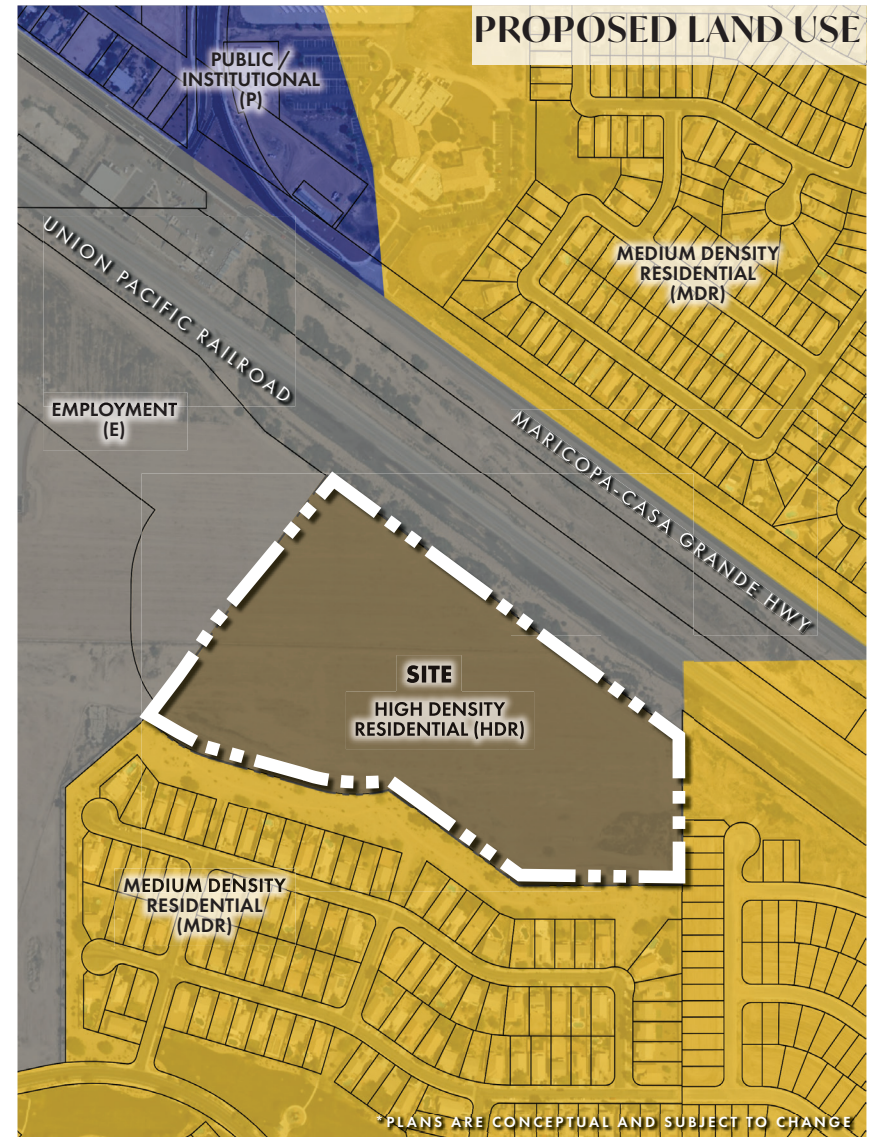 PROPOSED LAND USE
PUBLIC /
INSTITUTIONAL
(P)
UNION PACIFIC RAILROAD
MEDIUM DENSITY
RESIDENTIAL
(MDR)
EMPLOYMENT
(E)
MARICOPA-CASA GRANDE HWY
SITE
HIGH DENSITY
RESIDENTIAL (HDR)
MEDIUM DENSITY
RESIDENTIAL
(MDR)
*PLANS ARE CONCEPTUAL AND SUBJECT TO CHANGE